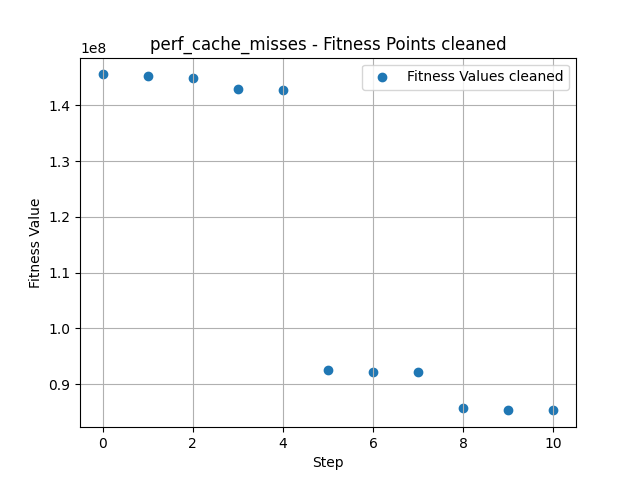 perf_cache_misses - Fitness Points cleaned
1e8
Fitness Values cleaned
1.4
1.3
1.2
1.1
1.0
0.9
Fitness Value
0 2 4 6 8 10
Step